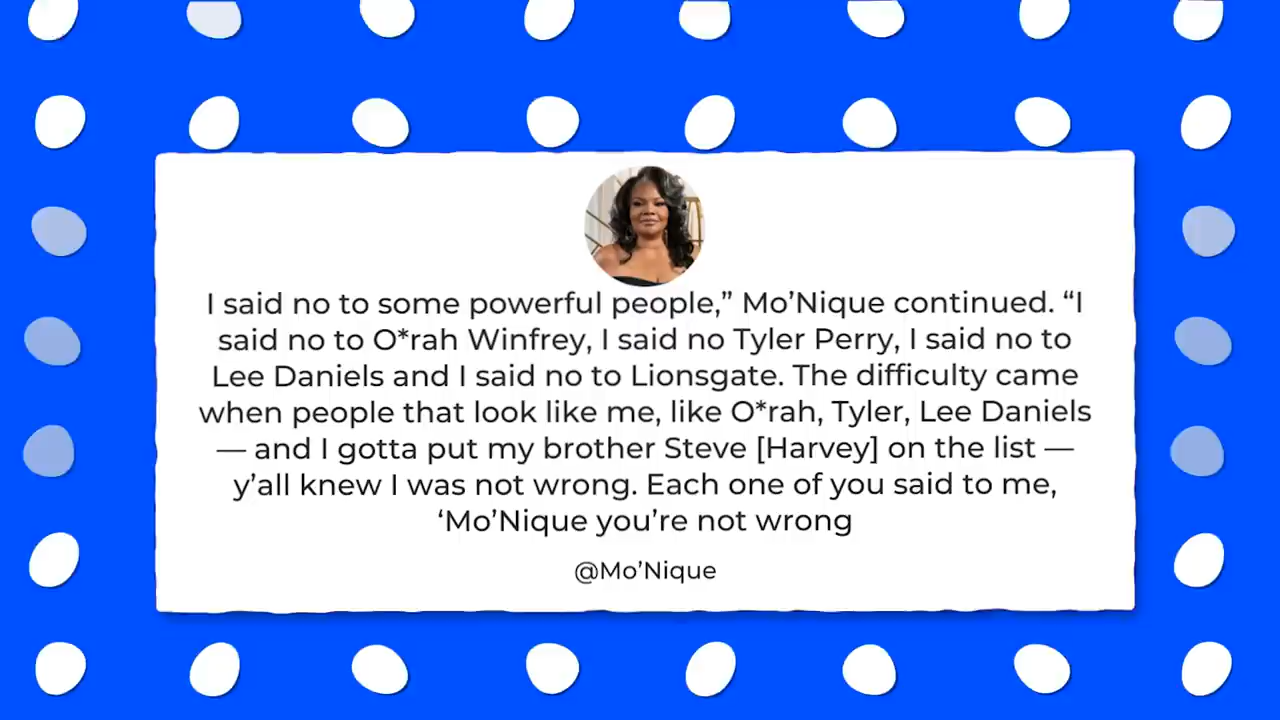 I said no to some powerful people,” Mo’Nique continued. “I
said no to O*rah Winfrey, I said no Tyler Perry, I said no to
Lee Daniels and I said no to Lionsgate. The difficulty came
when people that look like me, like O*rah, Tyler, Lee Daniels
— and I gotta put my brother Steve [Harvey] on the list —
y’all knew I was not wrong. Each one of you said to me,
‘Mo’Nique you’re not wrong
@Mo’Nique